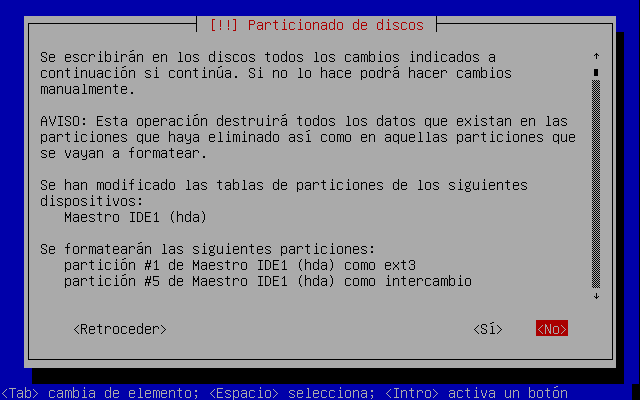 [!!] Particionado de discos
Se escribirán en los discos todos los cambios indicados a
continuación si continúa. Si no lo hace podrá hacer cambios
manualmente.
AVISO: Esta operación destruirá todos los datos que existan en las
particiones que haya eliminado así como en aquellas particiones que
se vayan a formatear.
Se han modificado las tablas de particiones de los siguientes
dispositivos:
Maestro IDE1 (hda)
Se formatearán las siguientes particiones:
partición #1 de Maestro IDE1 (hda) como ext3
partición #5 de Maestro IDE1 (hda) como intercambio
<Retroceder> <Sí> <No>
<Tab> cambia de elemento; <Espacio> selecciona; <Intro> activa un botón